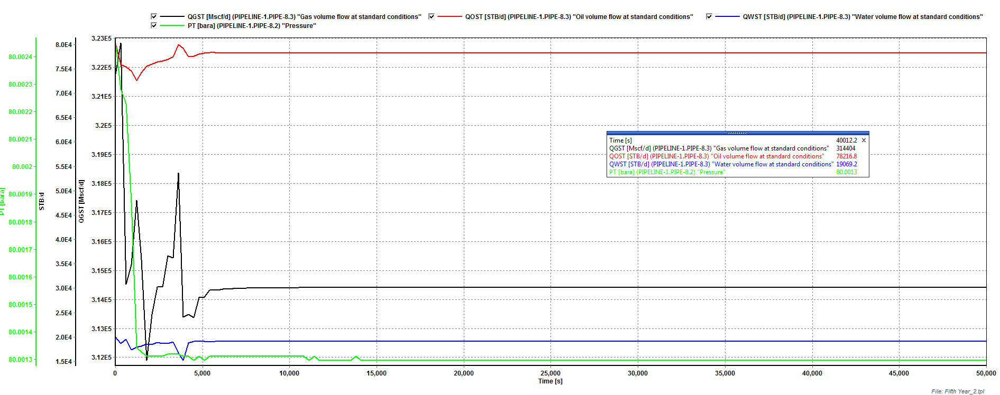 QGST [Mscf/d] (PIPELINE-1.PIPE-8.3) "Gas volume flow at standard conditions" QOST [STB/d] (PIPELINE-1.PIPE-8.3) "Oil volume flow at standard conditions" QWST [STB/d] (PIPELINE-1.PIPE-8.3) "Water volume flow at standard conditions"
PT [bara] (PIPELINE-1.PIPE-8.2) "Pressure"
PT [bara]
80.0024
80.0023
80.0022
80.0021
80.002
80.0019
80.0018
80.0017
80.0016
80.0015
80.0014
80.0013
STB/d
8.0E4
7.5E4
7.0E4
6.5E4
6.0E4
5.5E4
5.0E4
4.5E4
4.0E4
3.5E4
3.0E4
2.5E4
2.0E4
1.5E4
QGST [Mscf/d]
3.23E5
3.22E5
3.21E5
3.2E5
3.19E5
3.18E5
3.17E5
3.16E5
3.15E5
3.14E5
3.13E5
3.12E5
Time [s] 40012.2
QGST [Mscf/d] (PIPELINE-1.PIPE-8.3) "Gas volume flow at standard conditions" 314404
QOST [STB/d] (PIPELINE-1.PIPE-8.3) "Oil volume flow at standard conditions" 78216.8
QWST [STB/d] (PIPELINE-1.PIPE-8.3) "Water volume flow at standard conditions" 19069.2
PT [bara] (PIPELINE-1.PIPE-8.2) "Pressure" 80.0013
0 5,000 10,000 15,000 20,000 25,000 30,000 35,000 40,000 45,000 50,000
Time [s]
File: Fifth Year_2.tpl